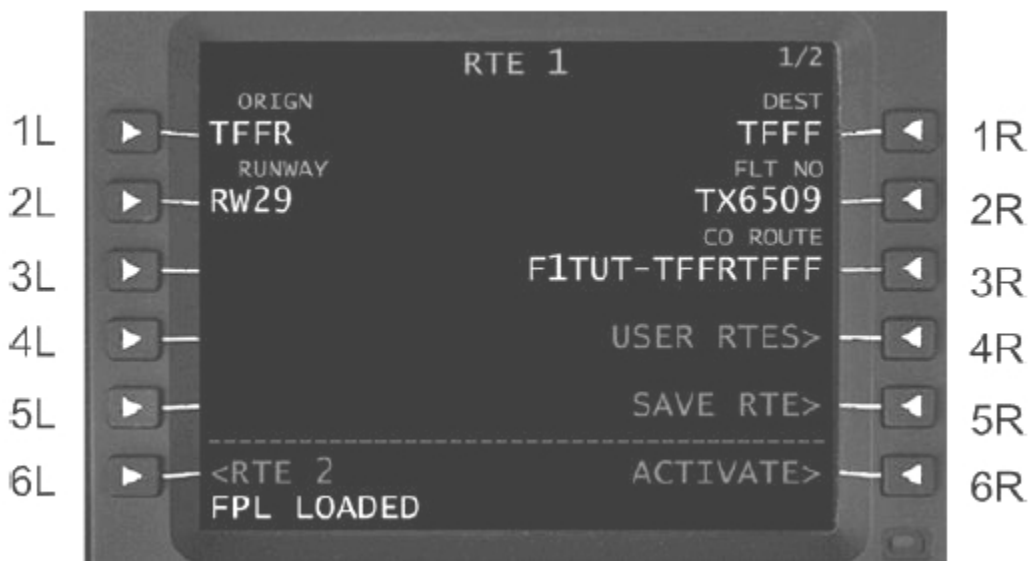 RTE 1 1/2
ORIGN DEST
1L TFFR TFFF 1R
RUNWAY FLT NO
2L RW29 TX6509 2R
CO ROUTE
3L F1TUT-TFFRTFFF 3R
4L USER RTES> 4R
5L SAVE RTE> 5R
6L <RTE 2 ACTIVATE> 6R
FPL LOADED